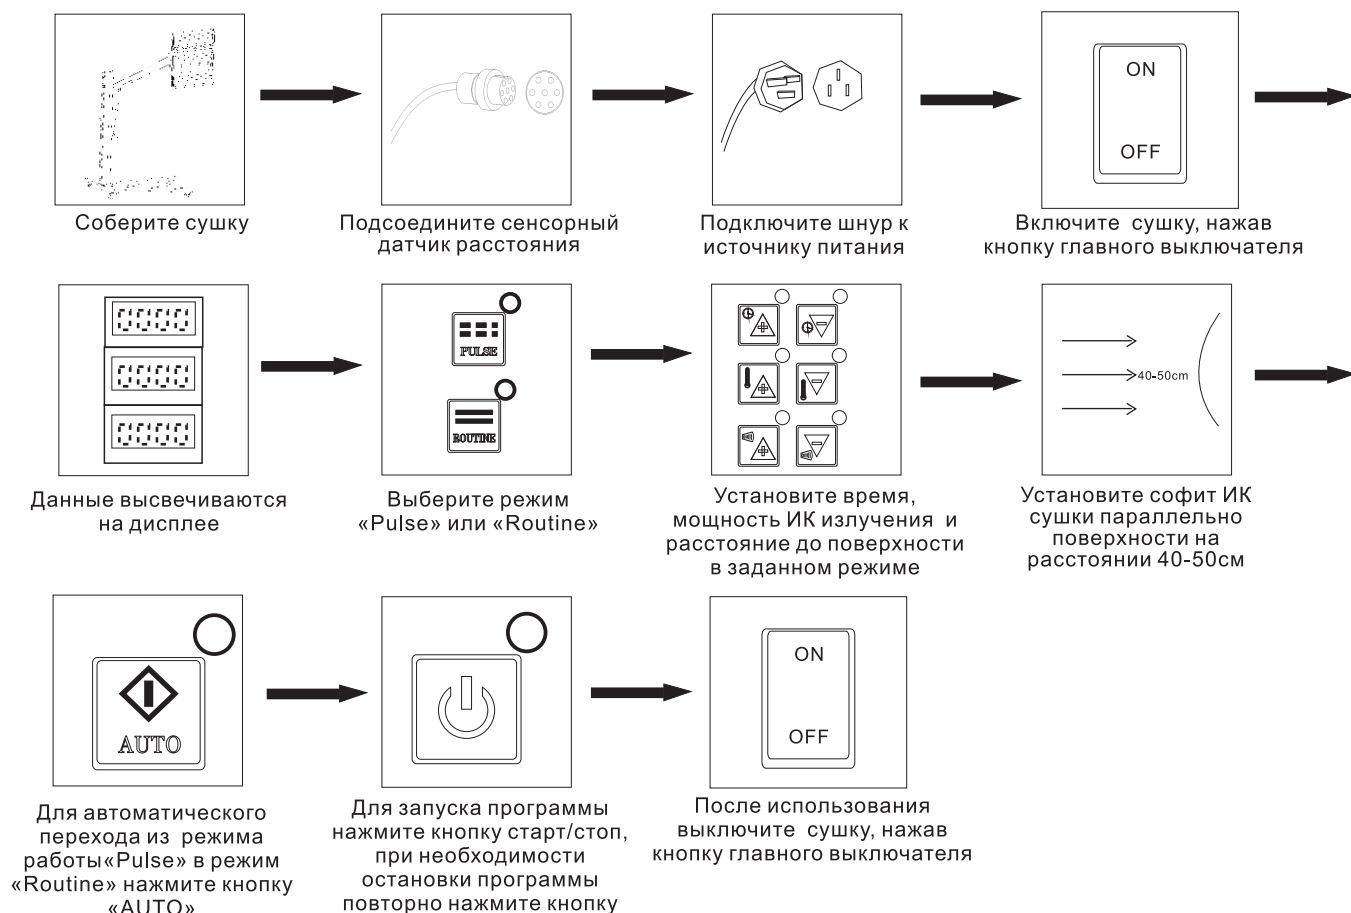 ON
OFF
Соберите сушку
Подсоедините сенсорный
датчик расстояния
Подключите шнур к
источнику питания
Включите сушку, нажав
кнопку главного выключателя
0000
0000
0000
PULSE
ROUTINE
40-50cm
Данные высвечиваются
на дисплее
Выберите режим
«Pulse» или «Routine»
Установите время,
мощность ИК излучения и
расстояние до поверхности
в заданном режиме
Установите софит ИК
сушки параллельно
поверхности на
расстоянии 40-50см
AUTO
ON
OFF
Для автоматического
перехода из режима
работы«Pulse» в режим
«Routine» нажмите кнопку
«AUTO»
Для запуска программы
нажмите кнопку старт/стоп,
при необходимости
остановки программы
повторно нажмите кнопку
После использования
выключите сушку, нажав
кнопку главного выключателя